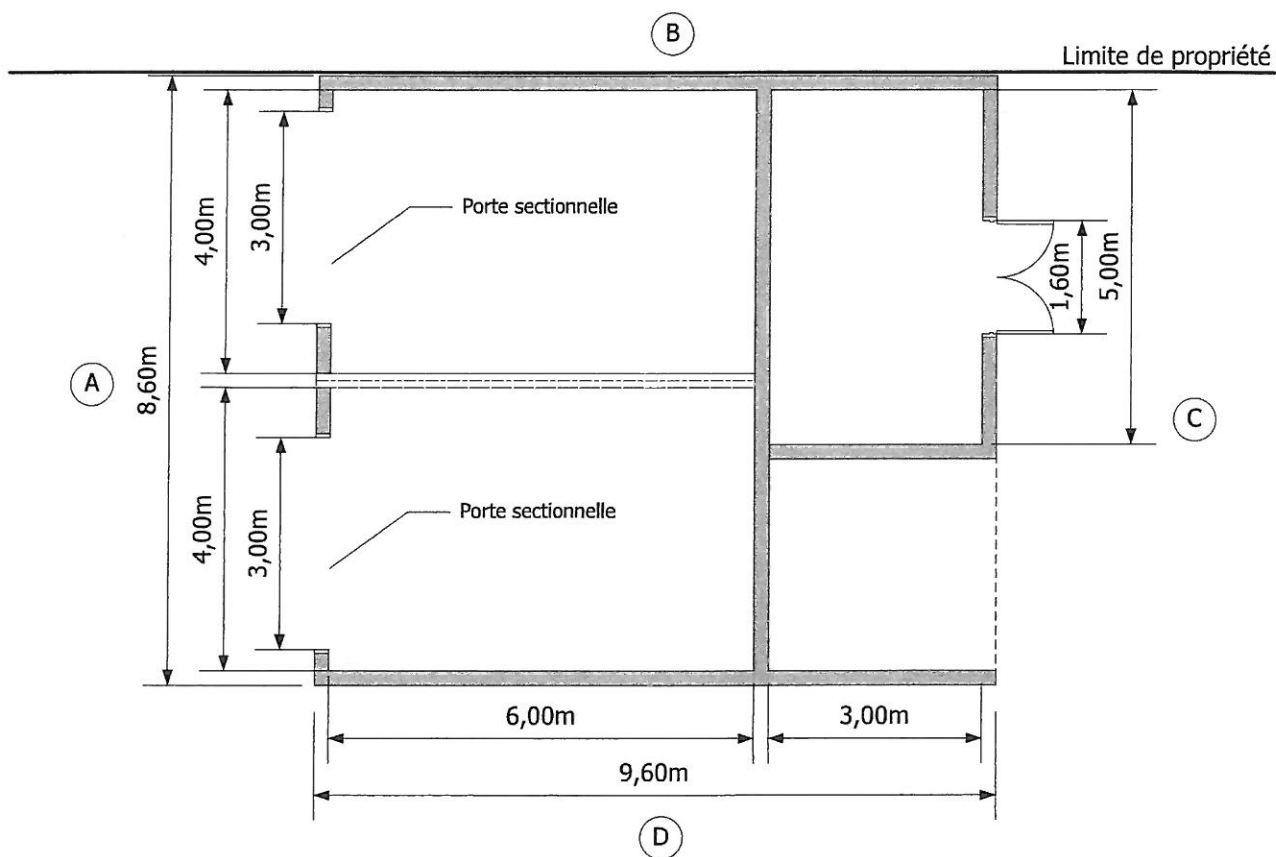 B
Limite de propriété
4,00m
3,00m
Porte sectionnelle
1,60m
5,00m
A
8,60m
C
4,00m
3,00m
Porte sectionnelle
6,00m
3,00m
9,60m
D